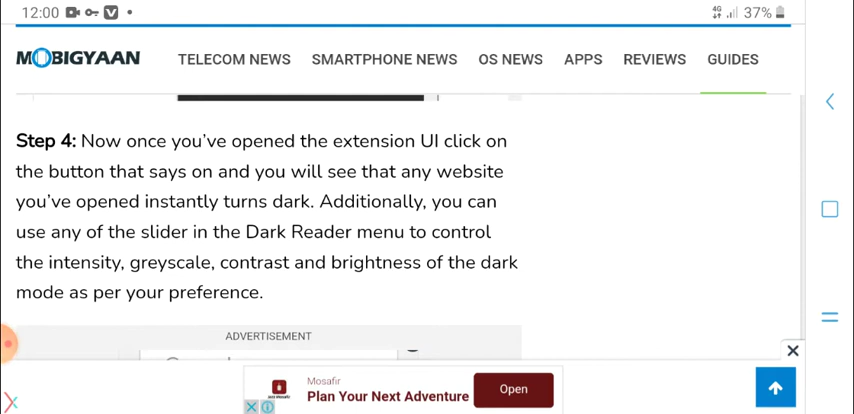 12:00
4G 37%
MOBIGYAAN TELECOM NEWS SMARTPHONE NEWS OS NEWS APPS REVIEWS GUIDES
Step 4: Now once you’ve opened the extension UI click on
the button that says on and you will see that any website
you’ve opened instantly turns dark. Additionally, you can
use any of the slider in the Dark Reader menu to control
the intensity, greyscale, contrast and brightness of the dark
mode as per your preference.
ADVERTISEMENT
Mosafir
Plan Your Next Adventure
Open